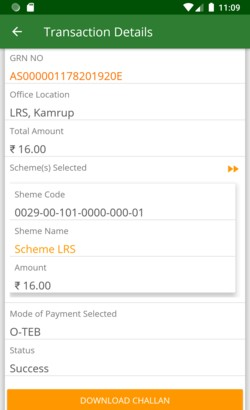 11:09
Transaction Details
GRN NO
AS000001178201920E
Office Location
LRS, Kamrup
Total Amount
₹ 16.00
Scheme(s) Selected
Sheme Code
0029-00-101-0000-000-01
Sheme Name
Scheme LRS
Amount
₹ 16.00
Mode of Payment Selected
O-TEB
Status
Success
DOWNLOAD CHALLAN